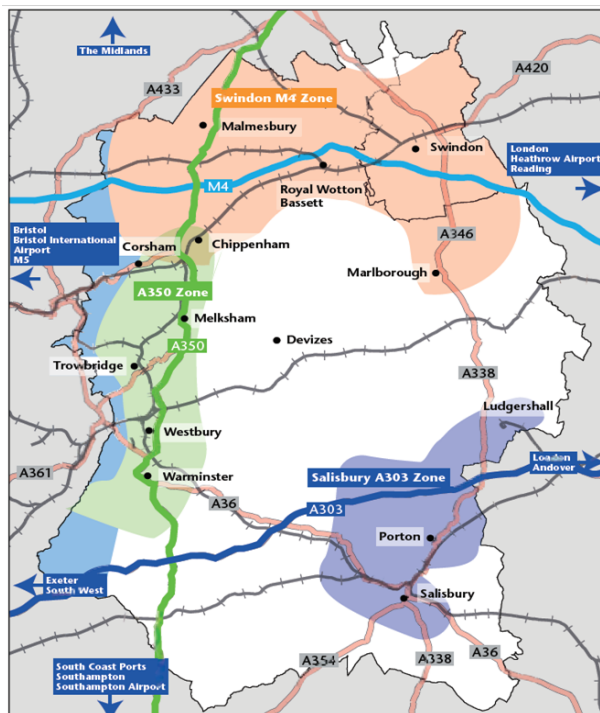 The Midlands
A420
A433
Swindon M4 Zone
Malmesbury
Swindon
London
Heathrow Airport
Reading
M4
Royal Wotton
Bassett
Bristol
Bristol International
Airport
M5
A346
Corsham
Chippenham
Marlborough
A350 Zone
Melksham
Devizes
A350
Trowbridge
A338
Ludgershall
Westbury
London
Andover
A361
Warminster
Salisbury A303 Zone
A36
A303
Porton
Exeter
South West
Salisbury
South Coast Ports
Southampton
Southampton Airport
A354
A338
A36